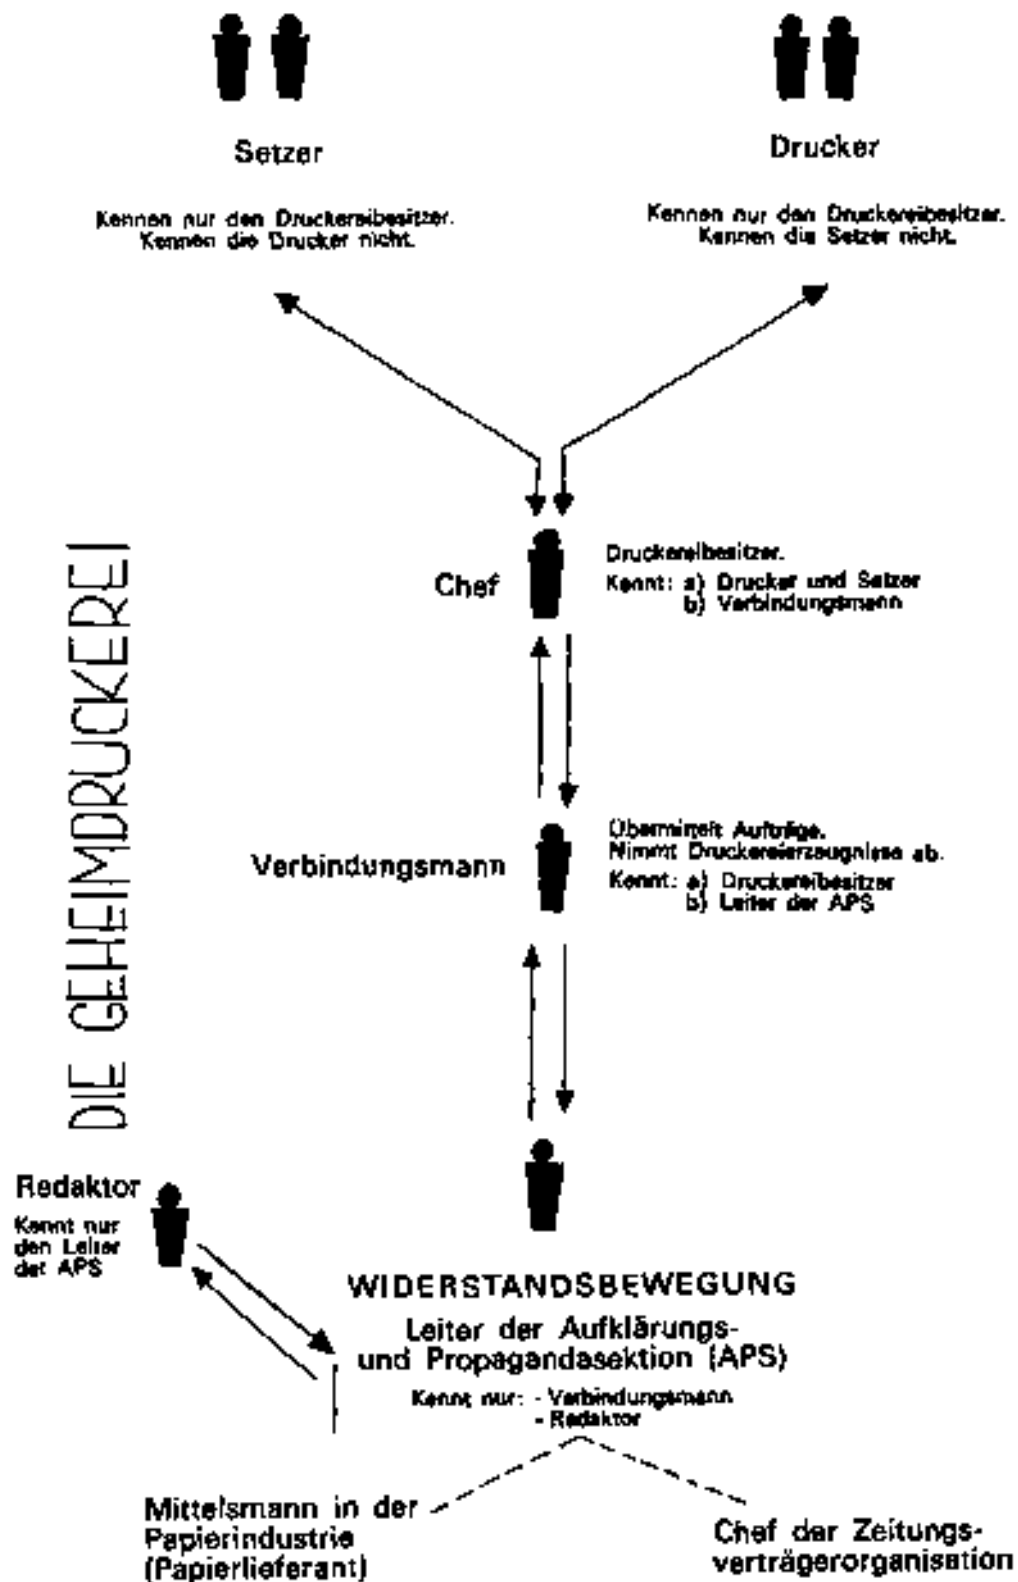 Setzer
Kennen nur den Druckereibesitzer.
Kennen die Drucker nicht.
Drucker
Kennen nur den Druckereibesitzer.
Kennen die Setzer nicht.
DIE GEHEIMDRUCKEREI
Chef
Druckereibesitzer.
Kennt: a) Drucker und Setzer
b) Verbindungsmann
Verbindungsmann
Übermittelt Aufträge.
Nimmt Druckereierzeugnisse ab.
Kennt: a) Druckereibesitzer
b) Leiter der APS
Redaktor
Kennt nur
den Leiter
der APS
WIDERSTANDSBEWEGUNG
Leiter der Aufklärungs-
und Propagandasektion (APS)
Kennt nur: - Verbindungsmann
- Redaktor
Mittelsmann in der
Papierindustrie
(Papierlieferant)
Chef der Zeitungs-
verträgerorganisation